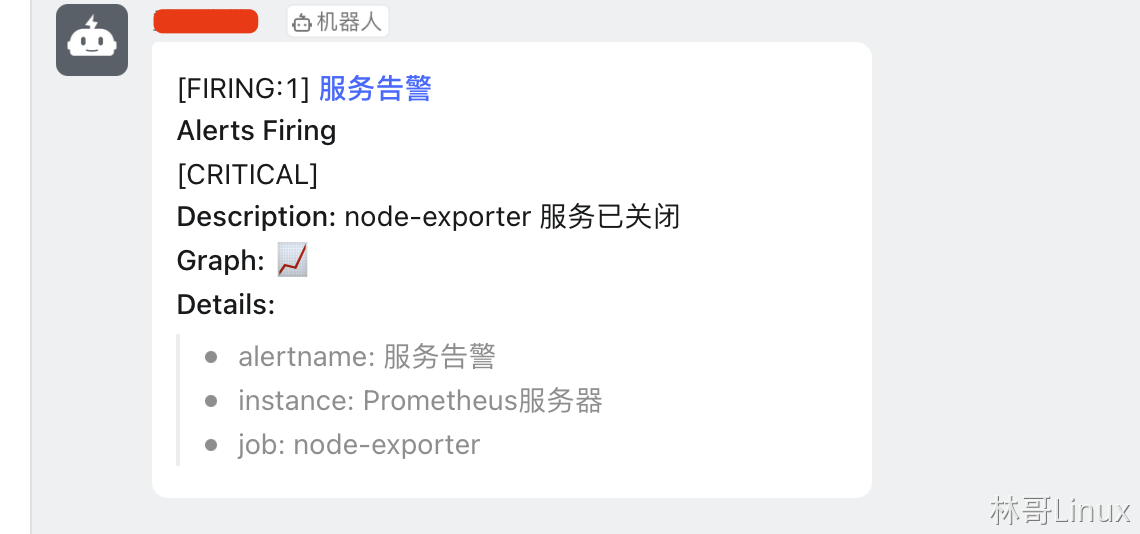 机器人
[FIRING:1] 服务告警
Alerts Firing
[CRITICAL]
Description: node-exporter 服务已关闭
Graph: 📈
Details:
alertname: 服务告警
instance: Prometheus服务器
job: node-exporter
林哥Linux